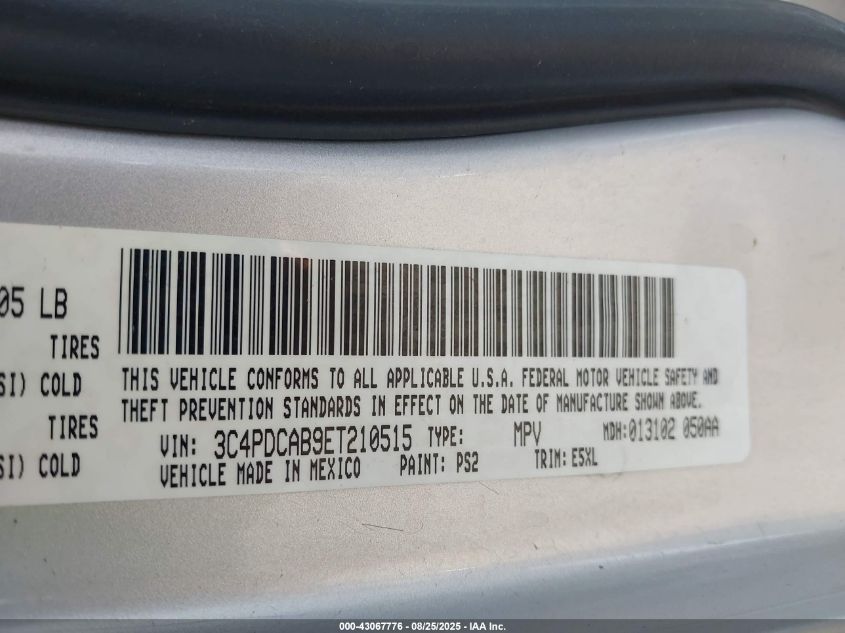 05 LB
TIRES
SI) COLD
TIRES
SI) COLD
THIS VEHICLE CONFORMS TO ALL APPLICABLE U.S.A. FEDERAL MOTOR VEHICLE SAFETY AND
THEFT PREVENTION STANDARDS IN EFFECT ON THE DATE OF MANUFACTURE SHOWN ABOVE.
VIN: 3C4PDCAB9ET210515 TYPE: MPV MDH:013102 050AA
VEHICLE MADE IN MEXICO PAINT: PS2 TRIM: E5XL
000-43067776 - 08/25/2025 - IAA Inc.